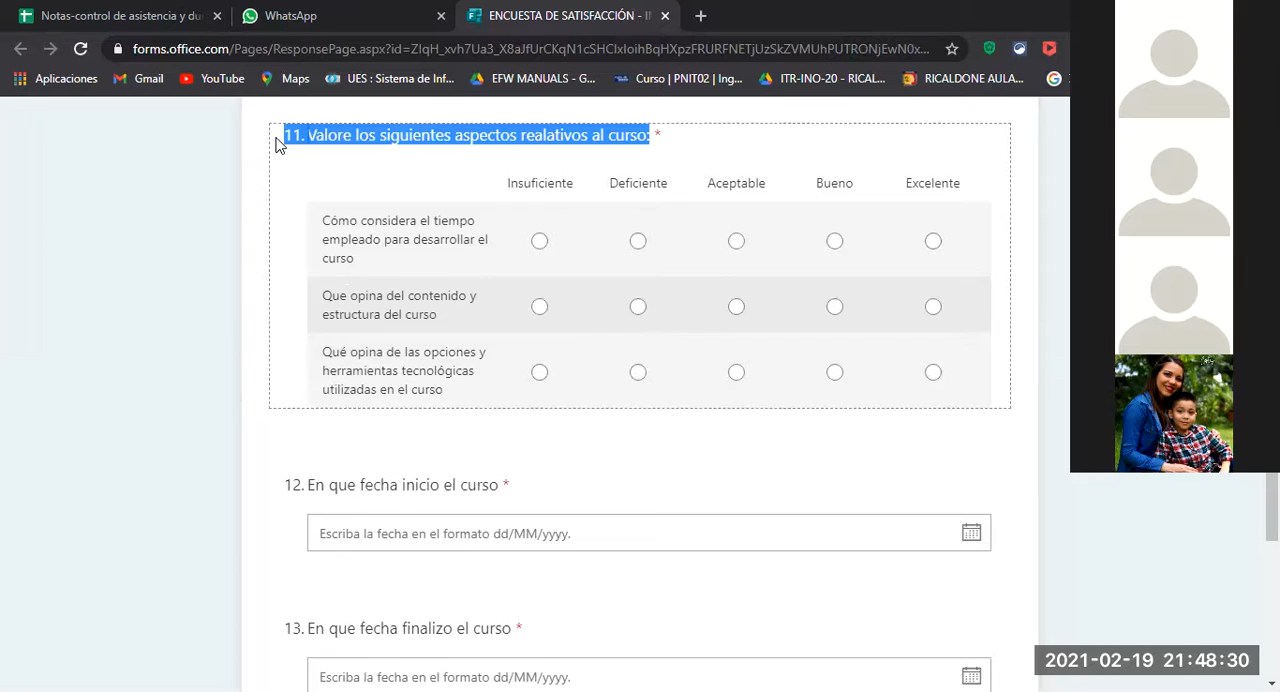 Notas-control de asistencia y du
WhatsApp
ENCUESTA DE SATISFACCIÓN - I
forms.office.com/Pages/ResponsePage.aspx?id=ZIqH_xvh7Ua3_X8aJfUrCKqN1cSHCIxIoihBqHXpzFRURFNETjUzSkZVMUhPUTRONjEwN0x...
Aplicaciones
Gmail
YouTube
Maps
UES : Sistema de Inf...
EFW MANUALS - G...
Curso | PNIT02 | Ing...
ITR-INO-20 - RICAL...
RICALDONE AULA...
11. Valore los siguientes aspectos realativos al curso: *
Insuficiente Deficiente Aceptable Bueno Excelente
Cómo considera el tiempo
empleado para desarrollar el
curso
Que opina del contenido y
estructura del curso
Qué opina de las opciones y
herramientas tecnológicas
utilizadas en el curso
12. En que fecha inicio el curso *
Escriba la fecha en el formato dd/MM/yyyy.
13. En que fecha finalizo el curso *
Escriba la fecha en el formato dd/MM/yyyy.
2021-02-19 21:48:30